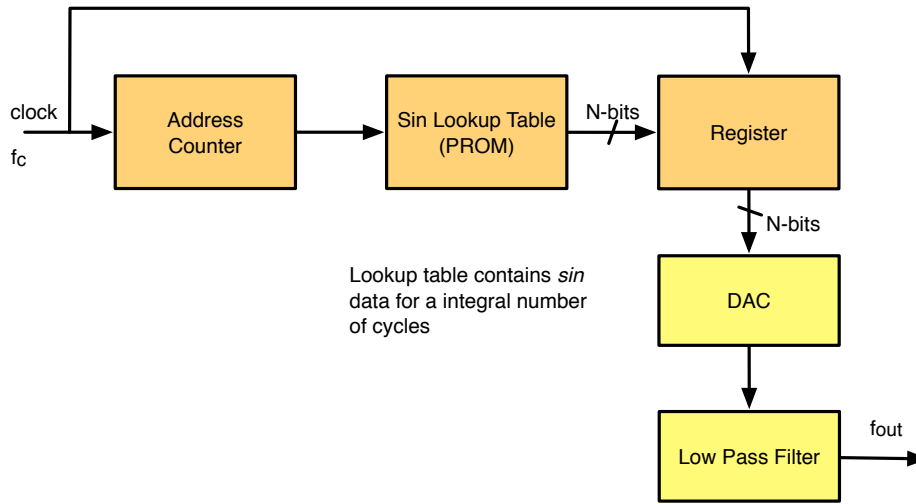 clock
fc
Address
Counter
Sin Lookup Table
(PROM)
N-bits
Register
N-bits
Lookup table contains sin
data for a integral number
of cycles
DAC
Low Pass Filter
fout